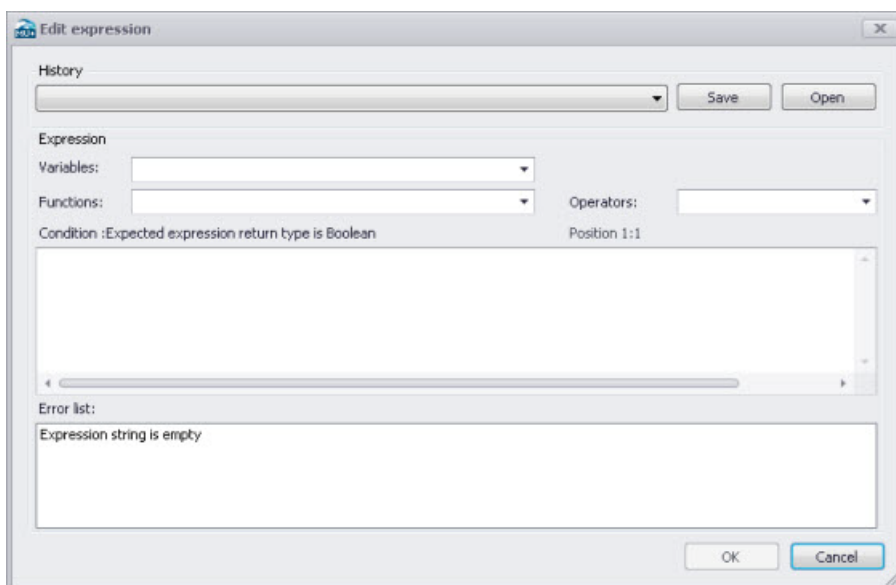 Edit expression
History
Save
Open
Expression
Variables:
Functions:
Operators:
Condition :Expected expression return type is Boolean
Position 1:1
Error list:
Expression string is empty
OK
Cancel